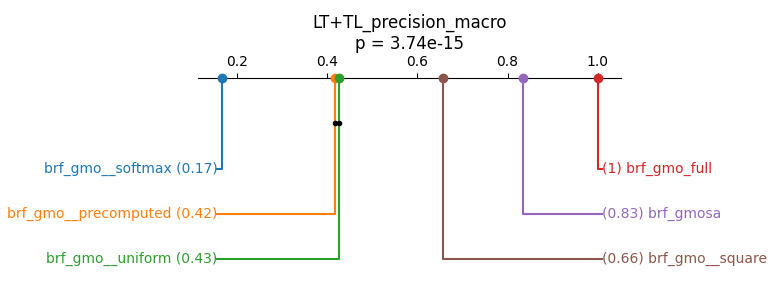 LT+TL_precision_macro
p = 3.74e-15
0.2 0.4 0.6 0.8 1.0
brf_gmo__softmax (0.17) (1) brf_gmo_full
brf_gmo__precomputed (0.42) (0.83) brf_gmosa
brf_gmo__uniform (0.43) (0.66) brf_gmo__square